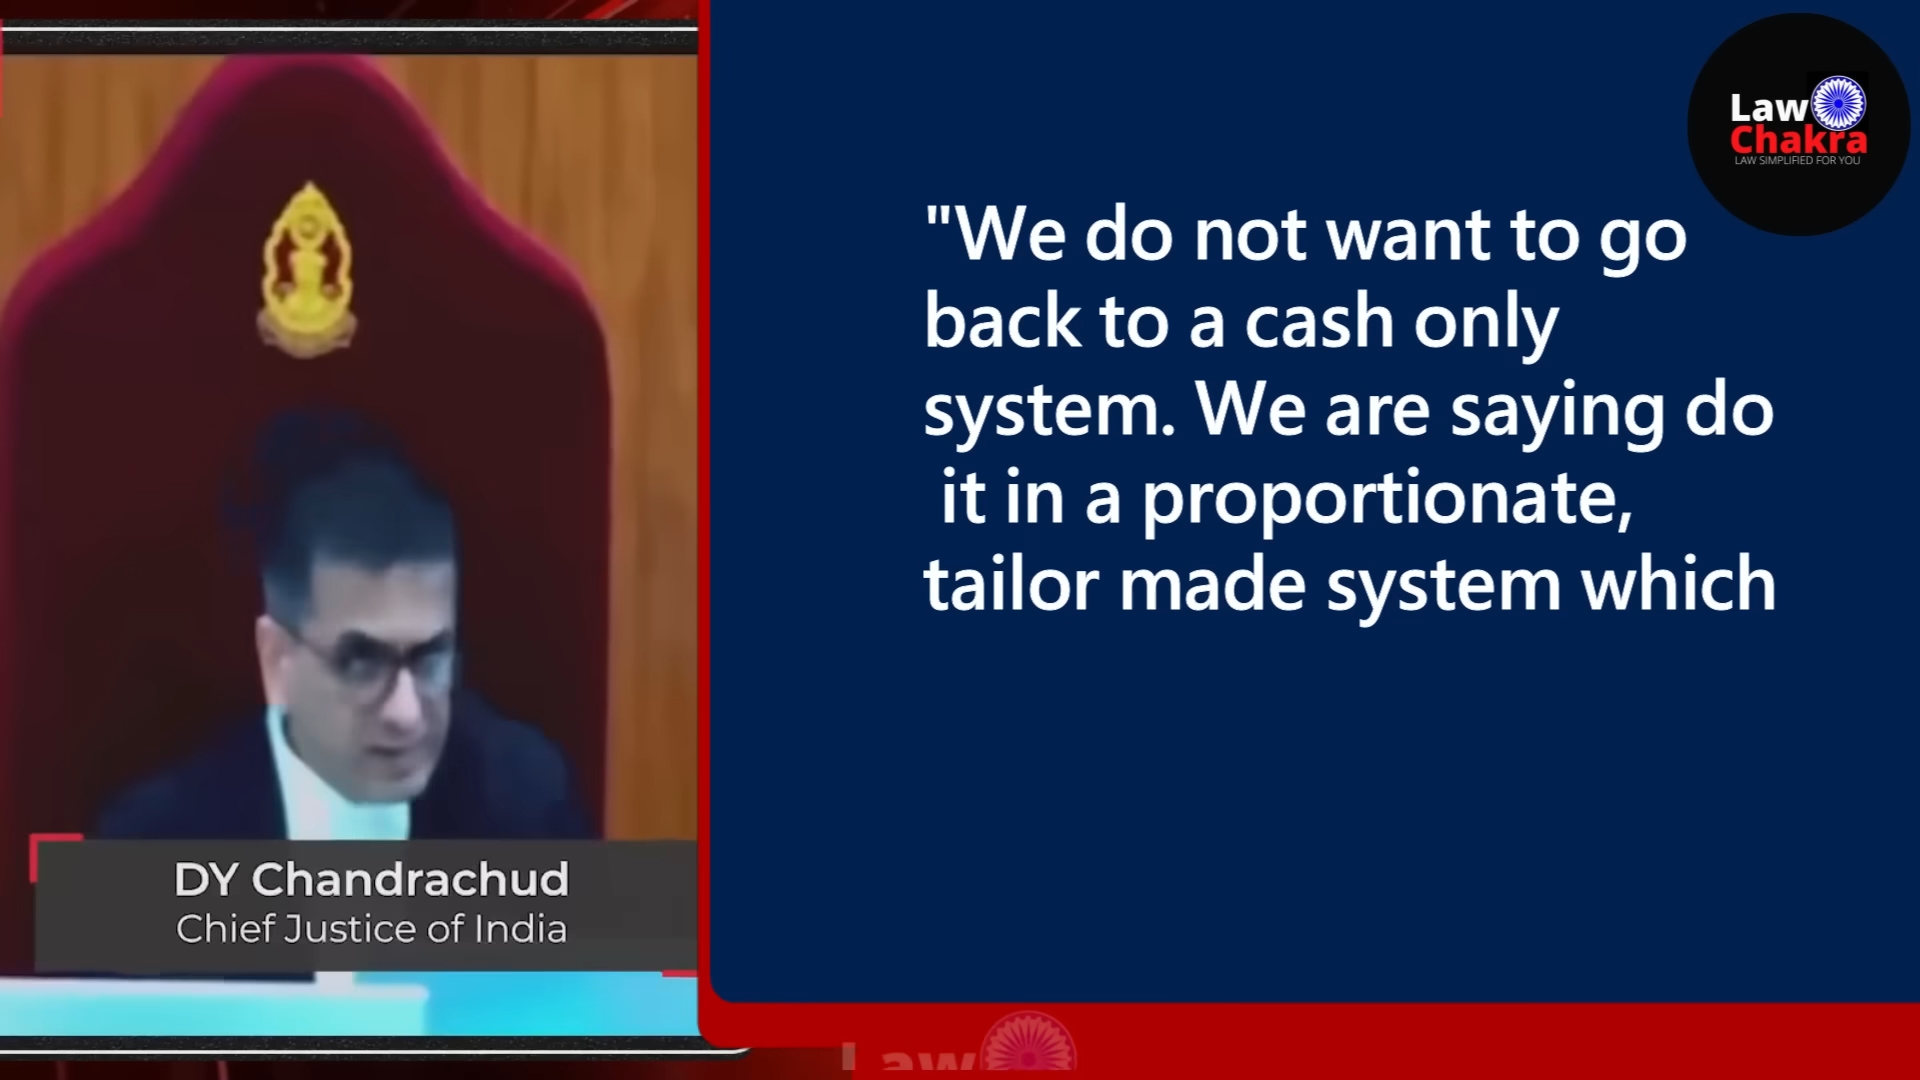 Law
Chakra
LAW SIMPLIFIED FOR YOU
"We do not want to go
back to a cash only
system. We are saying do
it in a proportionate,
tailor made system which
DY Chandrachud
Chief Justice of India
Law